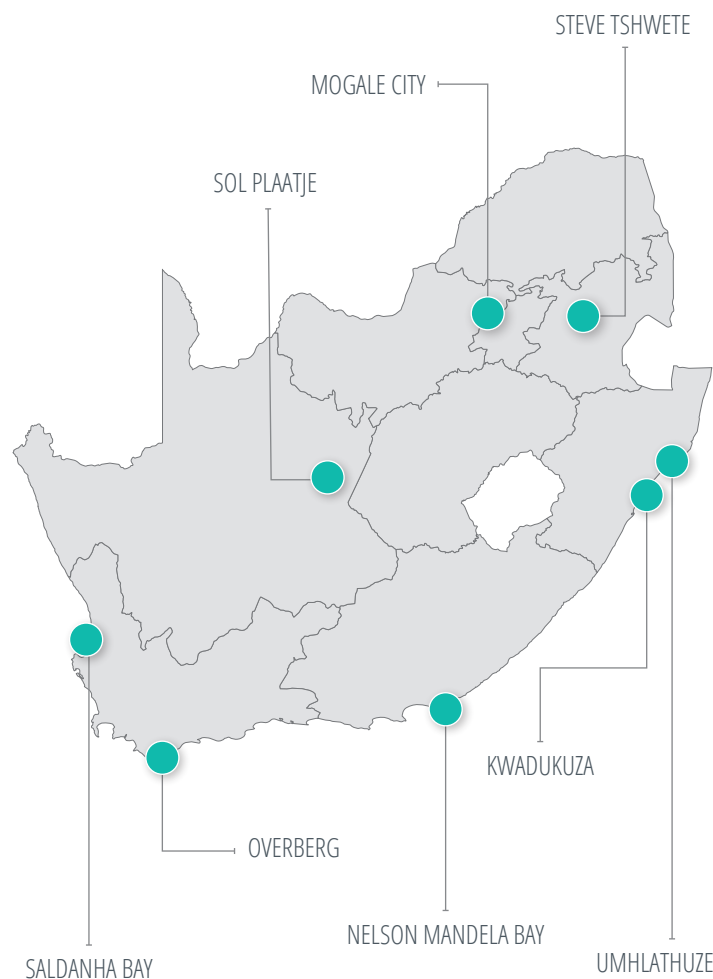 STEVE TSHWETE
MOGALE CITY
SOL PLAATJE
KWADUKUZA
OVERBERG
NELSON MANDELA BAY
UMHLATHUZE
SALDANHA BAY